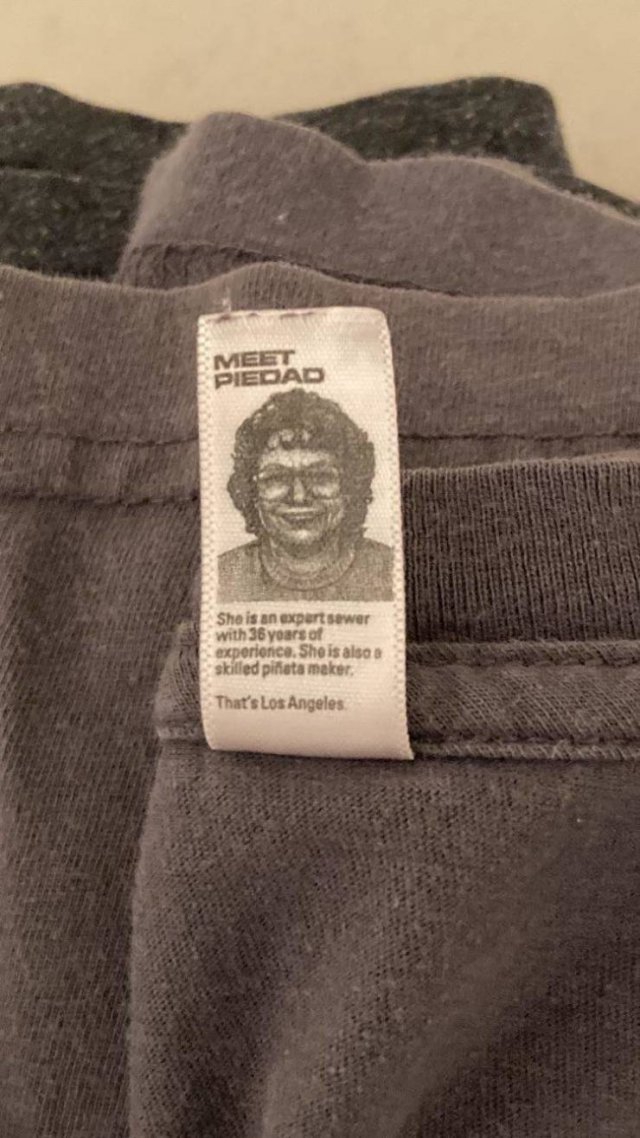 MEET
PIEDAD
She is an expert sewer
with 36 years of
experience. She is also a
skilled piñata maker.
That's Los Angeles.